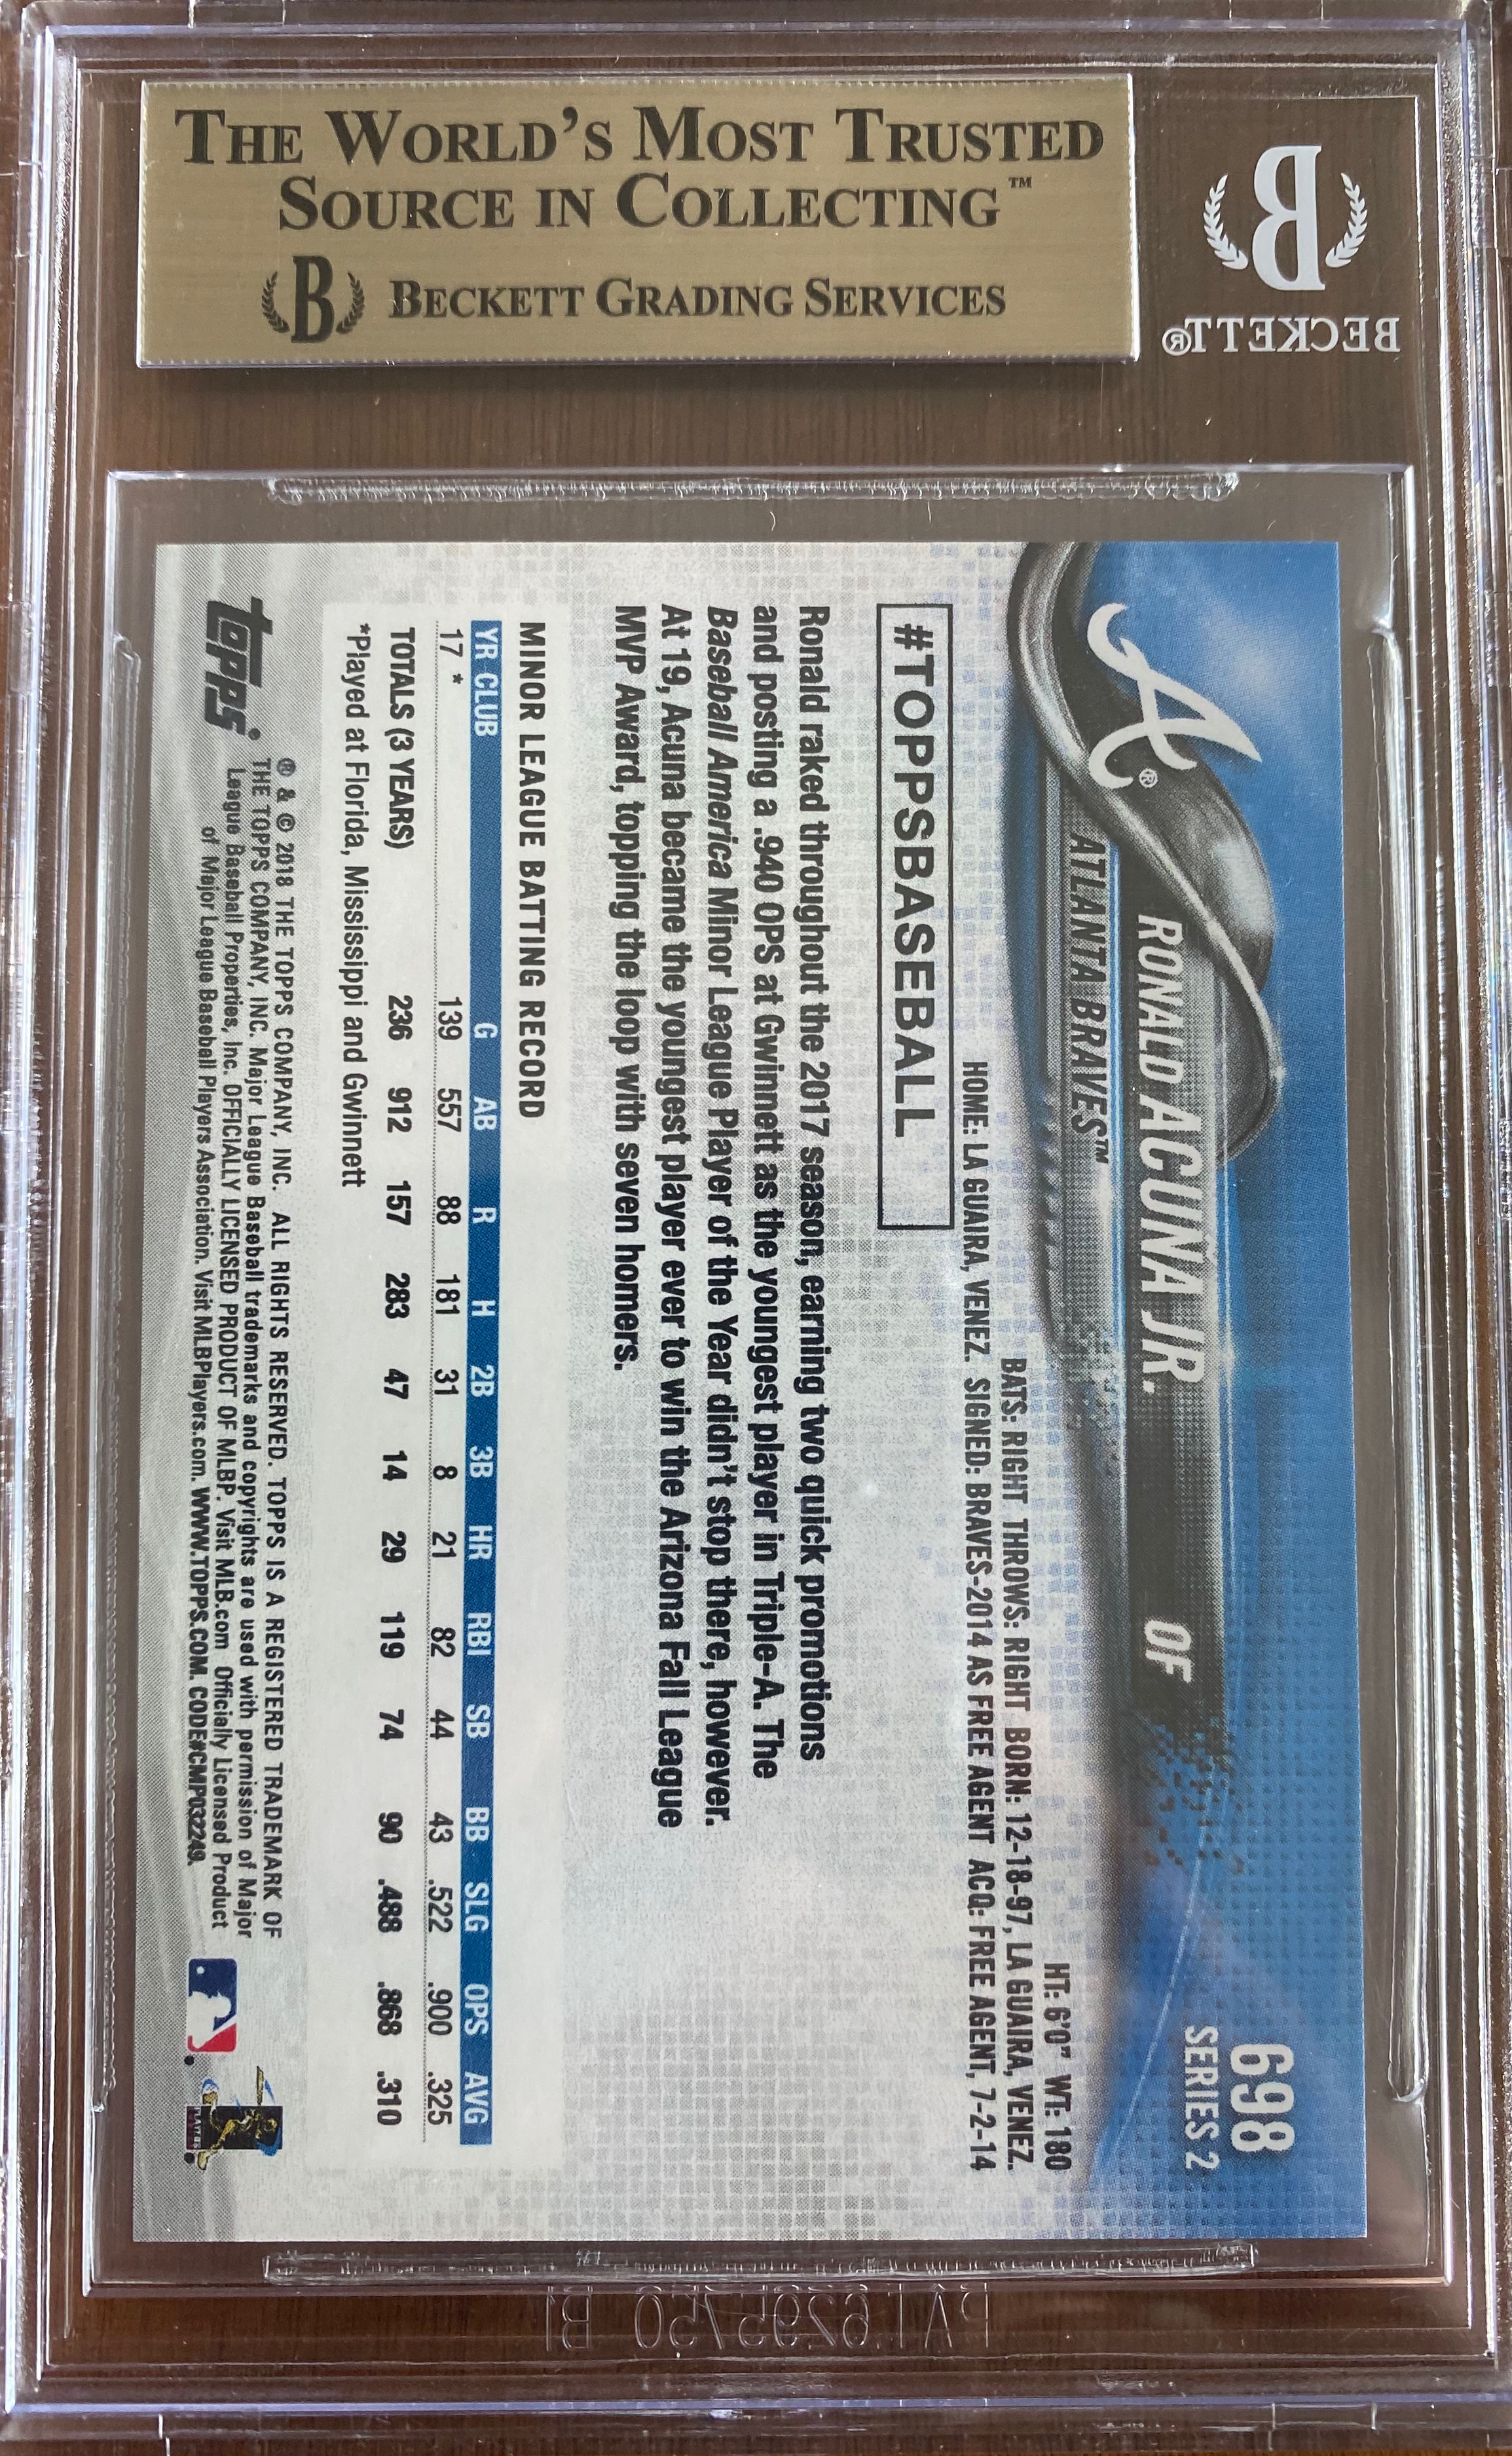 THE WORLD'S MOST TRUSTED
SOURCE IN COLLECTING™
B BECKETT GRADING SERVICES
B
BECKETT®
698
SERIES 2
A®
RONALD ACUNA JR. OF
ATLANTA BRAVES™
HT: 6'0" WT: 180
BATS: RIGHT THROWS: RIGHT BORN: 12-18-97, LA GUAIRA, VENEZ.
HOME: LA GUAIRA, VENEZ. SIGNED: BRAVES-2014 AS FREE AGENT ACQ: FREE AGENT, 7-2-14
#TOPPSBASEBALL
Ronald raked throughout the 2017 season, earning two quick promotions
and posting a .940 OPS at Gwinnett as the youngest player in Triple-A. The
Baseball America Minor League Player of the Year didn't stop there, however.
At 19, Acuna became the youngest player ever to win the Arizona Fall League
MVP Award, topping the loop with seven homers.
MINOR LEAGUE BATTING RECORD
YR CLUB G AB R H 2B 3B HR RBI SB BB SLG OPS AVG
17 * 139 557 88 181 31 8 21 82 44 43 .522 .900 .325
TOTALS (3 YEARS) 236 912 157 283 47 14 29 119 74 90 .488 .868 .310
*Played at Florida, Mississippi and Gwinnett
topps®
® & © 2018 THE TOPPS COMPANY, INC. ALL RIGHTS RESERVED. TOPPS IS A REGISTERED TRADEMARK OF
THE TOPPS COMPANY, INC. Major League Baseball trademarks and copyrights are used with permission of Major
League Baseball Properties, Inc. OFFICIALLY LICENSED PRODUCT OF MLBP. Visit MLB.com Officially Licensed Product
of Major League Baseball Players Association. Visit MLBPlayers.com. WWW.TOPPS.COM. CODE#CMP032249.